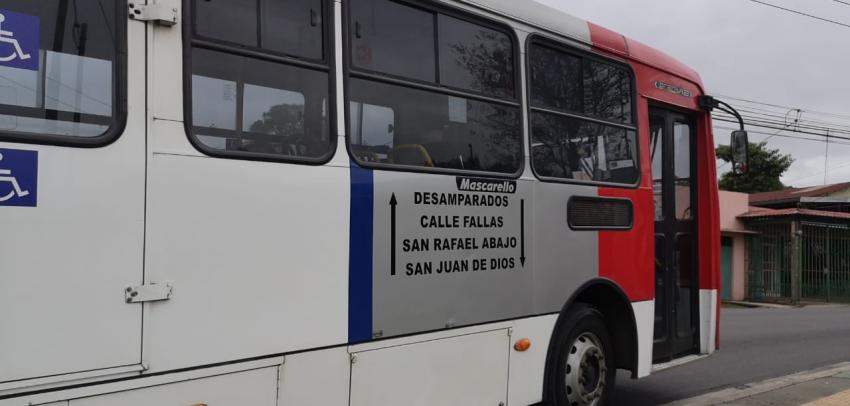 Mascarello
DESAMPARADOS
CALLE FALLAS
SAN RAFAEL ABAJO
SAN JUAN DE DIOS